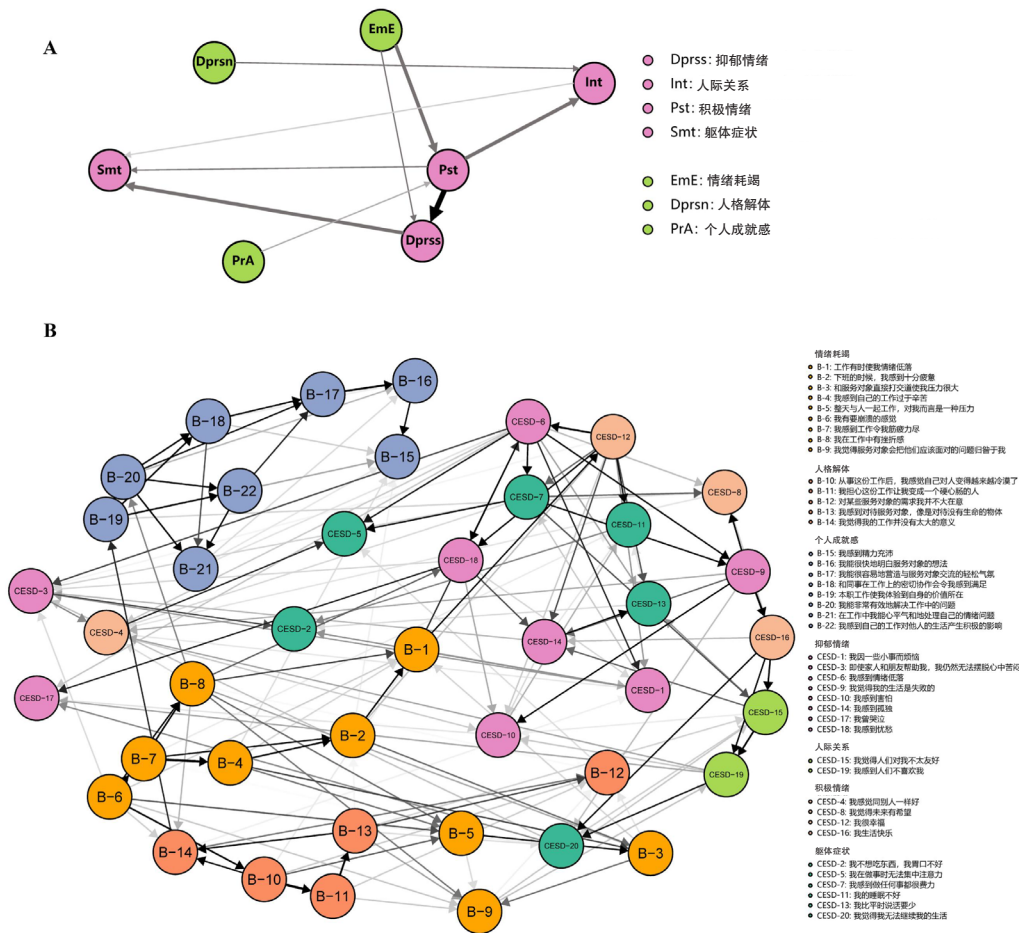 A
EmE
Dprsn
Int
Smt
Pst
Dprss
PrA
Dprss: 抑郁情绪
Int: 人际关系
Pst: 积极情绪
Smt: 躯体症状
EmE: 情绪耗竭
Dprsn: 人格解体
PrA: 个人成就感
B
B-16
B-17
B-18
B-15
B-20
B-22
B-19
B-21
CESD-6
CESD-12
CESD-7
CESD-8
CESD-11
CESD-5
CESD-18
CESD-9
CESD-3
CESD-13
CESD-2
CESD-4
CESD-14
CESD-16
B-1
CESD-17
B-8
CESD-1
CESD-15
B-2
CESD-10
B-7
B-4
B-12
CESD-19
B-6
B-13
B-5
B-14
CESD-20
B-3
B-10
B-11
B-9
情绪耗竭
B-1: 工作有时使我情绪低落
B-2: 下班的时候，我感到十分疲惫
B-3: 和服务对象直接打交道使我压力很大
B-4: 我感到自己的工作过于辛苦
B-5: 整天与人一起工作，对我而言是一种压力
B-6: 我有要崩溃的感觉
B-7: 我感到工作令我筋疲力尽
B-8: 我在工作中有挫折感
B-9: 我觉得服务对象会把他们应该面对的问题归咎于我
人格解体
B-10: 从事这份工作后，我感觉自己对人变得越来越冷漠了
B-11: 我担心这份工作让我变成一个硬心肠的人
B-12: 对某些服务对象的需求我并不大在意
B-13: 我感到对待服务对象，像是对待没有生命的物体
B-14: 我觉得我的工作并没有太大的意义
个人成就感
B-15: 我感到精力充沛
B-16: 我能很快地明白服务对象的想法
B-17: 我能很容易地营造与服务对象交流的轻松气氛
B-18: 和同事在工作上的密切协作会令我感到满足
B-19: 本职工作使我体验到自身的价值所在
B-20: 我能非常有效地解决工作中的问题
B-21: 在工作中我能心平气和地处理自己的情绪问题
B-22: 我感到自己的工作对他人的生活产生积极的影响
抑郁情绪
CESD-1: 我因一些小事而烦恼
CESD-3: 即使家人和朋友帮助我，我仍然无法摆脱心中苦闷
CESD-6: 我感到情绪低落
CESD-9: 我觉得我的生活是失败的
CESD-10: 我感到害怕
CESD-14: 我感到孤独
CESD-17: 我曾哭泣
CESD-18: 我感到忧愁
人际关系
CESD-15: 我觉得人们对我不太友好
CESD-19: 我感到人们不喜欢我
积极情绪
CESD-4: 我感觉同别人一样好
CESD-8: 我觉得未来有希望
CESD-12: 我很幸福
CESD-16: 我生活快乐
躯体症状
CESD-2: 我不想吃东西，我胃口不好
CESD-5: 我在做事时无法集中注意力
CESD-7: 我感到做任何事都很费力
CESD-11: 我的睡眠不好
CESD-13: 我比平时说话要少
CESD-20: 我觉得我无法继续我的生活